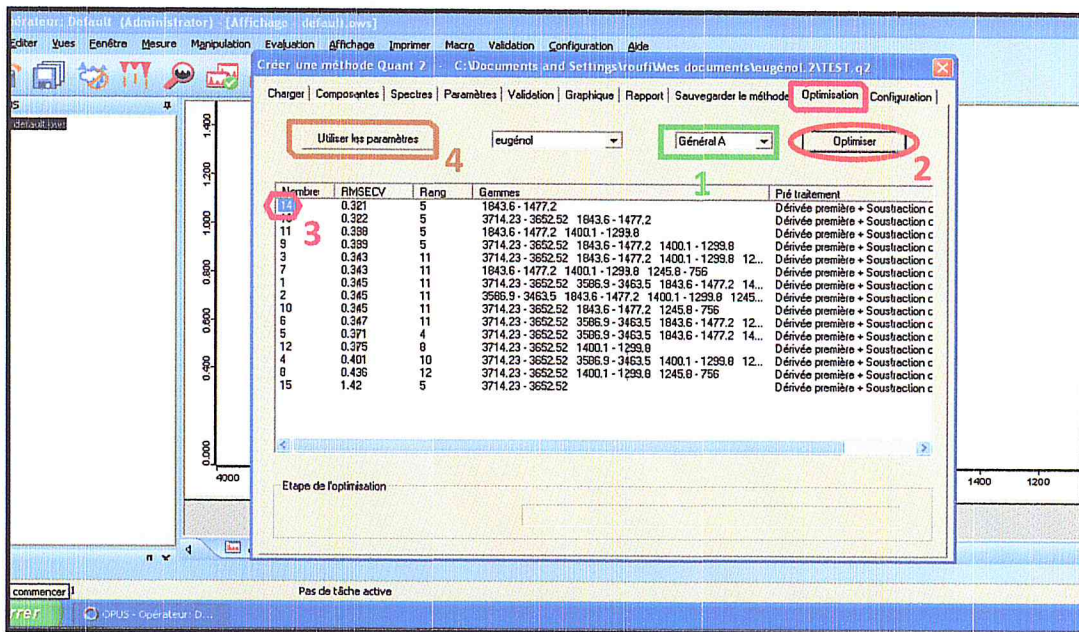 érateur: Default (Administrator) - [Affichage - default.ows]
Editer Vues Fenêtre Mesure Manipulation Evaluation Affichage Imprimer Macro Validation Configuration Aide
Créer une méthode Quant 2 - C:\Documents and Settings\roufi\Mes documents\eugénol.2\TEST.q2
Charger Composantes Spectres Paramètres Validation Graphique Rapport Sauvegarder le méthode Optimisation Configuration
default.ows
Utiliser les paramètres eugénol Général A Optimiser
4 1 2
Nombre RMSECV Rang Gammes Pré traitement
14 0.321 5 1843.6 - 1477.2 Dérivée première + Soustraction c
0.322 5 3714.23 - 3652.52 1843.6 - 1477.2 Dérivée première + Soustraction c
11 0.388 5 1843.6 - 1477.2 1400.1 - 1299.8 Dérivée première + Soustraction c
9 0.389 5 3714.23 - 3652.52 1843.6 - 1477.2 1400.1 - 1299.8 Dérivée première + Soustraction c
3 0.343 11 3714.23 - 3652.52 1843.6 - 1477.2 1400.1 - 1299.8 12... Dérivée première + Soustraction c
7 0.343 11 1843.6 - 1477.2 1400.1 - 1299.8 1245.8 - 756 Dérivée première + Soustraction c
1 0.345 11 3714.23 - 3652.52 3586.9 - 3463.5 1843.6 - 1477.2 14... Dérivée première + Soustraction c
2 0.345 11 3586.9 - 3463.5 1843.6 - 1477.2 1400.1 - 1299.8 1245... Dérivée première + Soustraction c
10 0.345 11 3714.23 - 3652.52 1843.6 - 1477.2 1245.8 - 756 Dérivée première + Soustraction c
6 0.347 11 3714.23 - 3652.52 3586.9 - 3463.5 1843.6 - 1477.2 12... Dérivée première + Soustraction c
5 0.371 4 3714.23 - 3652.52 3586.9 - 3463.5 1843.6 - 1477.2 14... Dérivée première + Soustraction c
12 0.375 8 3714.23 - 3652.52 1400.1 - 1299.8 Dérivée première + Soustraction c
4 0.401 10 3714.23 - 3652.52 3586.9 - 3463.5 1400.1 - 1299.8 12... Dérivée première + Soustraction c
8 0.436 12 3714.23 - 3652.52 1400.1 - 1299.8 1245.8 - 756 Dérivée première + Soustraction c
15 1.42 5 3714.23 - 3652.52 Dérivée première + Soustraction c
3
1.400
1.200
1.000
0.800
0.600
0.400
0.000
4000 1400 1200
Etape de l'optimisation
commencer Pas de tâche active
rrer OPUS - Opérateur: D...